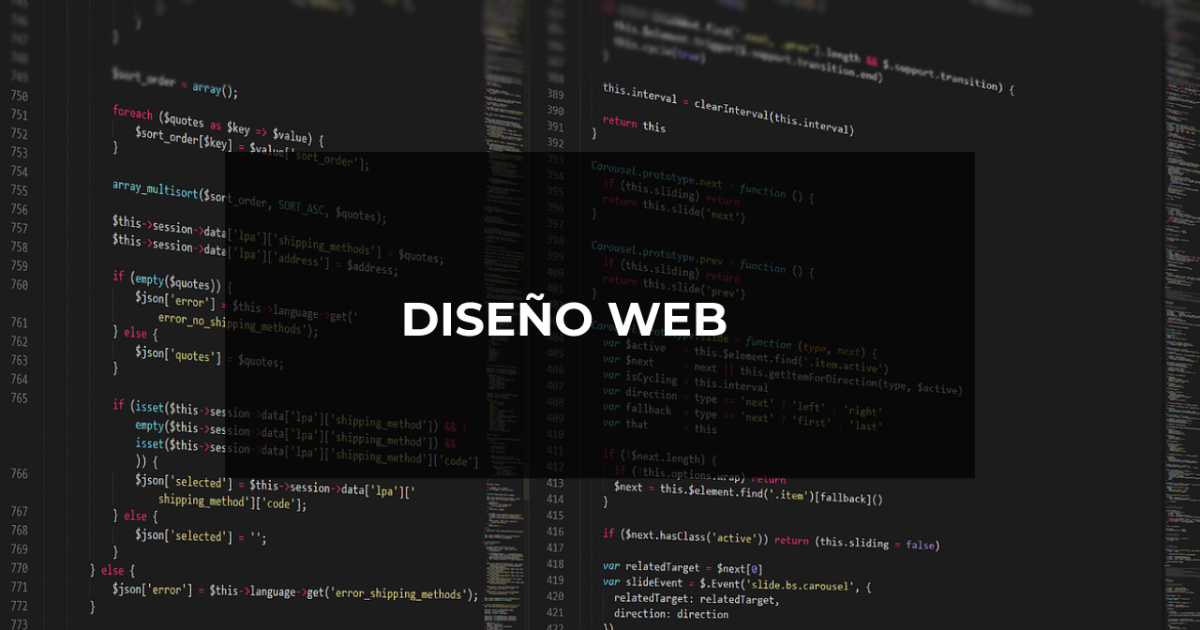 750
751
752
753
754
755
756
757
758
759
760
761
762
763
764
765
766
767
768
769
770
771
772
773
$sort_order = array();
foreach ($quotes as $key => $value) {
$sort_order[$key] = $value['sort_order'];
}
array_multisort($sort_order, SORT_ASC, $quotes);
$this->session->data['lpa']['shipping_methods'] = $quotes;
$this->session->data['lpa']['address'] = $address;
if (empty($quotes)) {
$json['error'] = $this->language->get('
error_no_shipping_methods');
} else {
$json['quotes'] = $quotes;
}
if (isset($this->session->data['lpa']['shipping_method']) && !
empty($this->session->data['lpa']['shipping_method']) &&
isset($this->session->data['lpa']['shipping_method']['code']
)) {
$json['selected'] = $this->session->data['lpa']['
shipping_method']['code'];
} else {
$json['selected'] = '';
}
} else {
$json['error'] = $this->language->get('error_shipping_methods');
}
DISEÑO WEB
388
389
390
391
392
393
394
395
396
397
398
399
400
401
405
406
407
408
409
410
411
412
413
414
415
416
417
418
419
420
421
422
.length && $.support.transition) {
this.cycle(true)
}
this.interval = clearInterval(this.interval)
return this
}
Carousel.prototype.next = function () {
if (this.sliding) return
return this.slide('next')
}
Carousel.prototype.prev = function () {
if (this.sliding) return
return this.slide('prev')
}
Carousel.prototype.slide = function (type, next) {
var $active = this.$element.find('.item.active')
var $next = next || this.getItemForDirection(type, $active)
var isCycling = this.interval
var direction = type == 'next' ? 'left' : 'right'
var fallback = type == 'next' ? 'first' : 'last'
var that = this
if (!$next.length) {
if (!this.options.wrap) return
$next = this.$element.find('.item')[fallback]()
}
if ($next.hasClass('active')) return (this.sliding = false)
var relatedTarget = $next[0]
var slideEvent = $.Event('slide.bs.carousel', {
relatedTarget: relatedTarget,
direction: direction
})